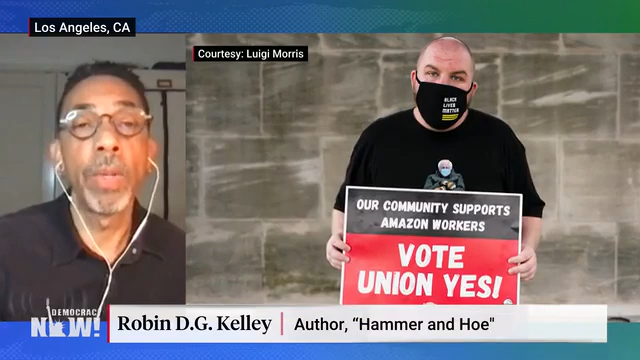 Los Angeles, CA
Courtesy: Luigi Morris
BLACK
LIVES
MATTER
OUR COMMUNITY SUPPORTS
AMAZON WORKERS
VOTE
UNION YES!
DEMOCRACY
NOW!
Robin D.G. Kelley
Author, “Hammer and Hoe"